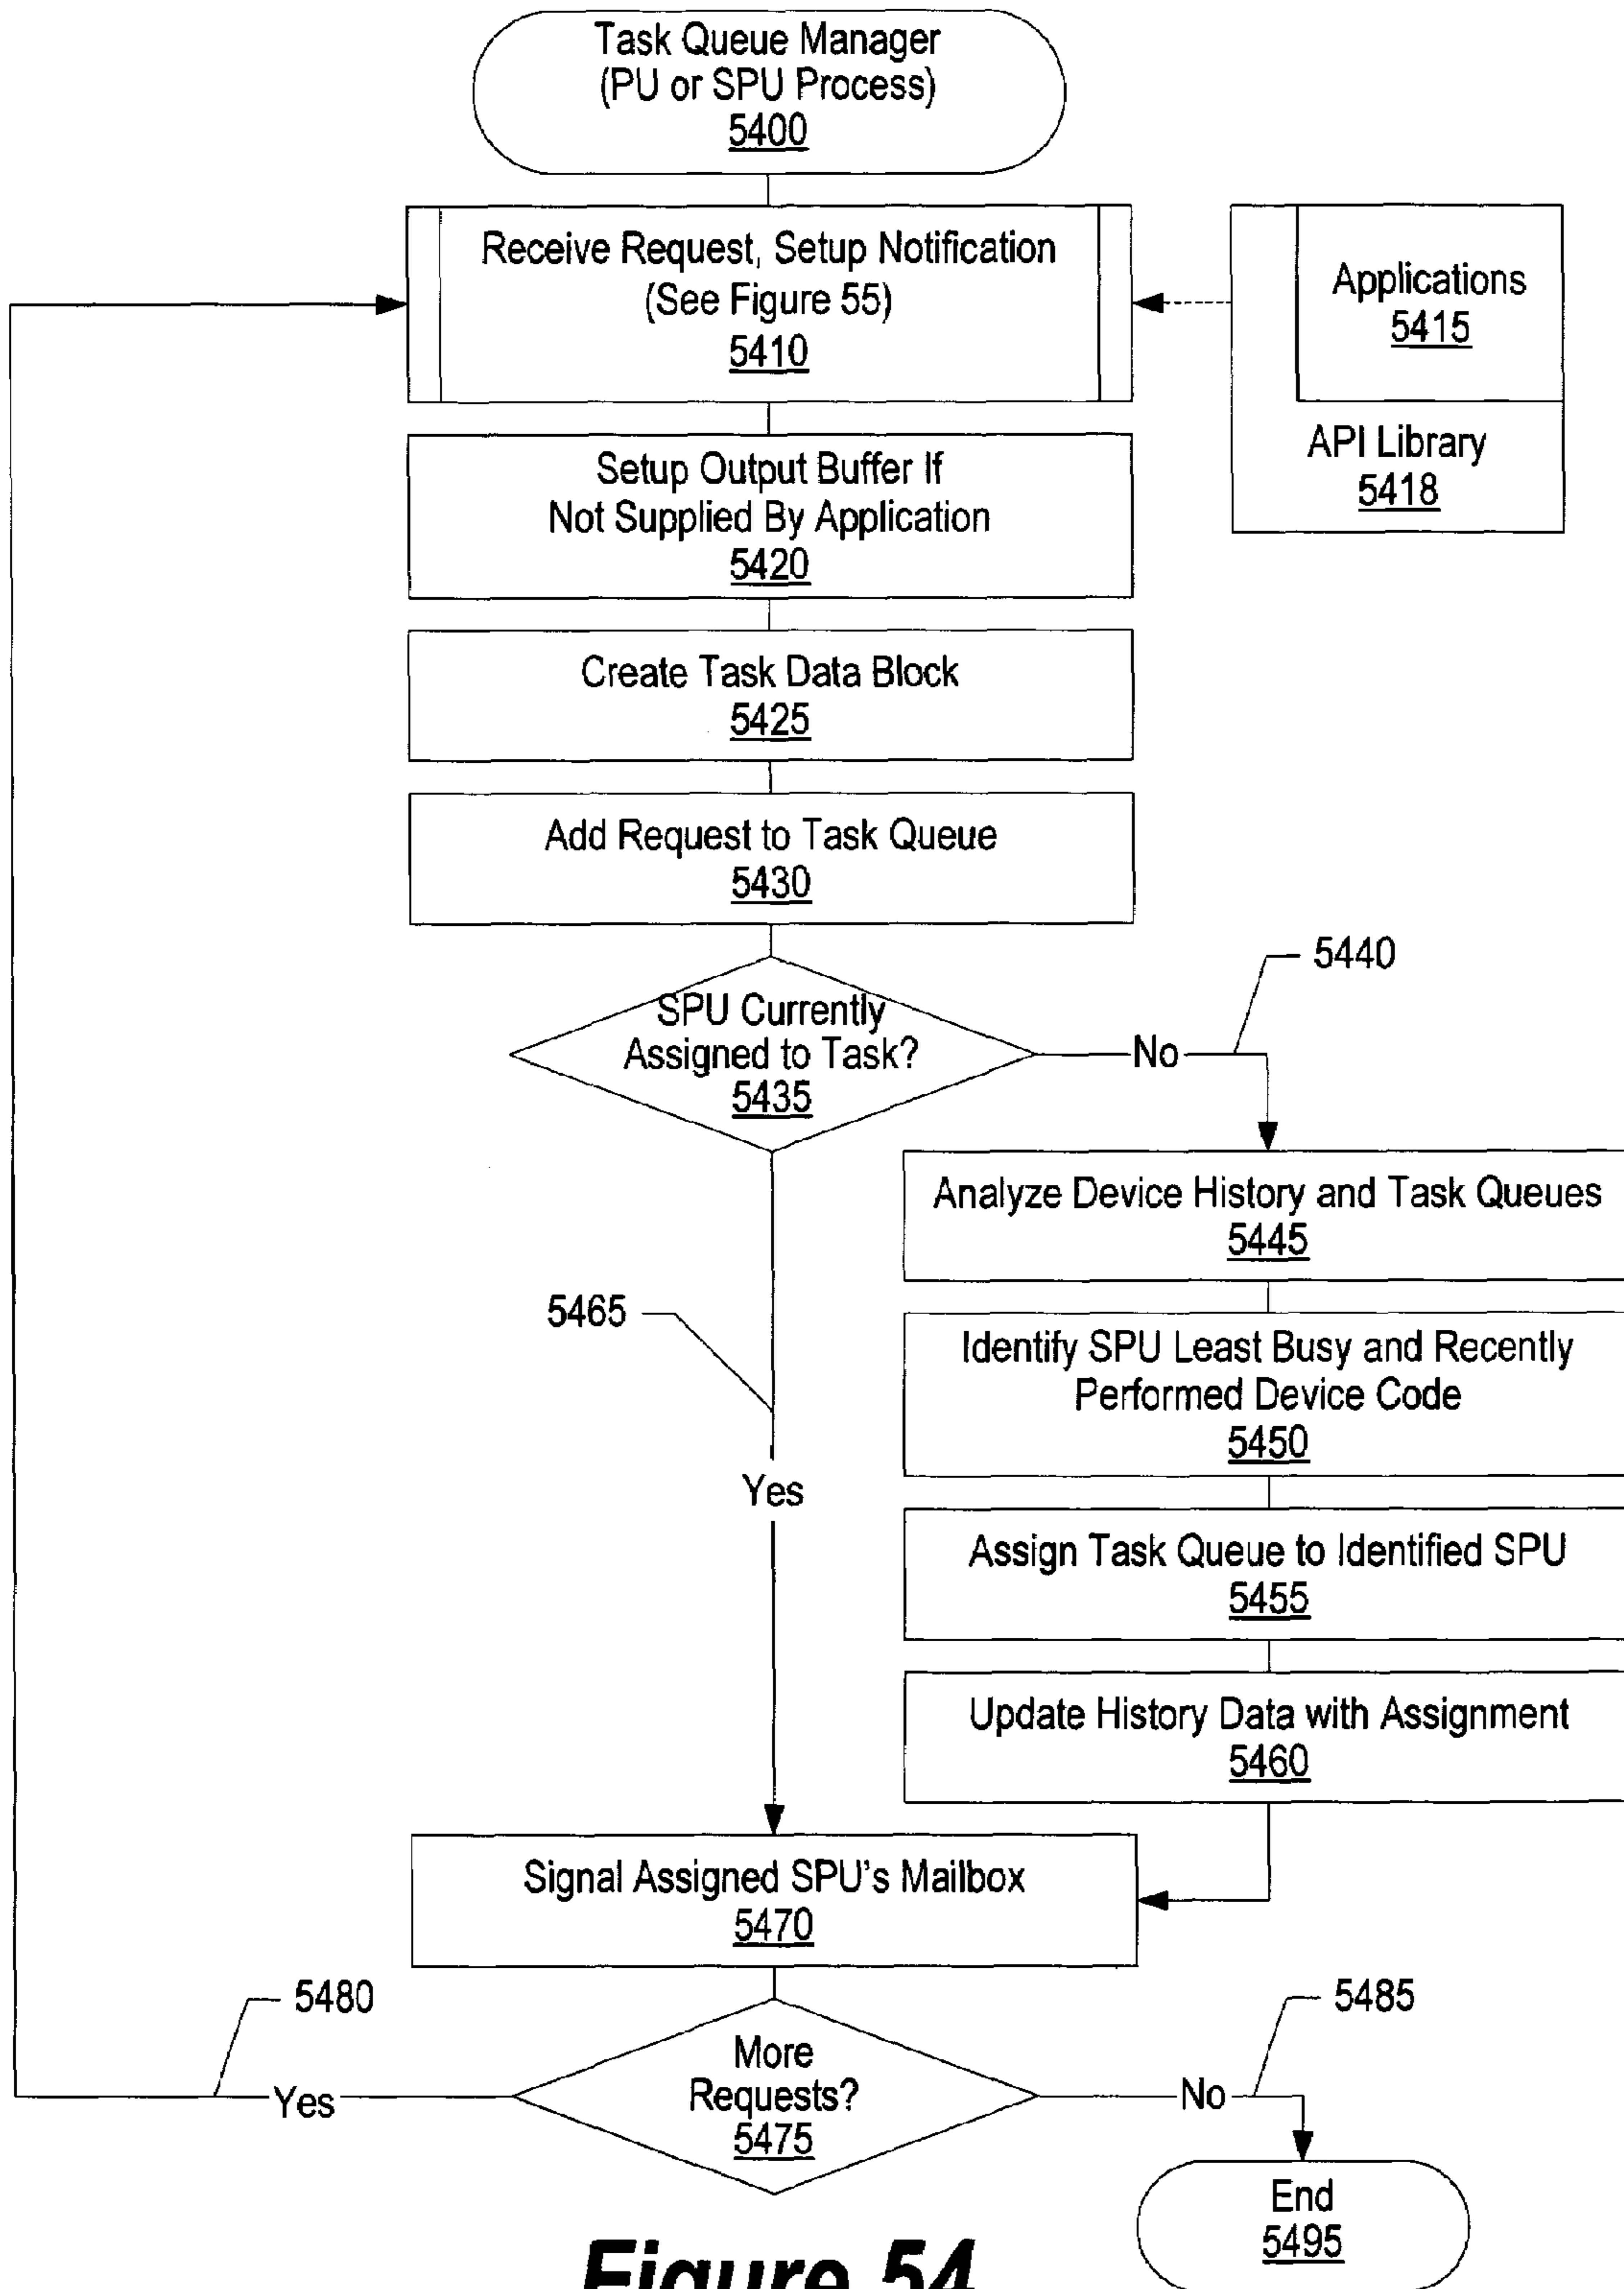 Task Queue Manager
(PU or SPU Process)
5400
Receive Request, Setup Notification
(See Figure 55)
5410
Applications
5415
API Library
5418
Setup Output Buffer If
Not Supplied By Application
5420
Create Task Data Block
5425
Add Request to Task Queue
5430
SPU Currently
Assigned to Task?
5435
No
5440
Analyze Device History and Task Queues
5445
Identify SPU Least Busy and Recently
Performed Device Code
5450
Assign Task Queue to Identified SPU
5455
Update History Data with Assignment
5460
5465
Yes
Signal Assigned SPU's Mailbox
5470
More
Requests?
5475
5480
Yes
No
5485
End
5495
Figure 54